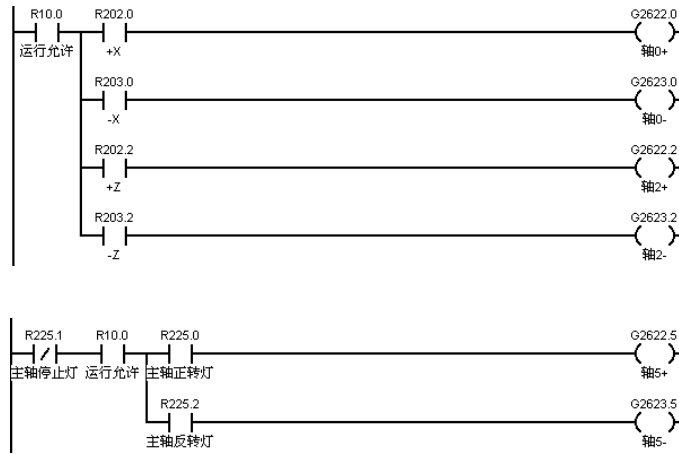 R10.0 R202.0 G2622.0
运行允许 +X 轴0+
R203.0 G2623.0
-X 轴0-
R202.2 G2622.2
+Z 轴2+
R203.2 G2623.2
-Z 轴2-
R225.1 R10.0 R225.0 G2622.5
主轴停止灯 运行允许 主轴正转灯 轴5+
R225.2 G2623.5
主轴反转灯 轴5-